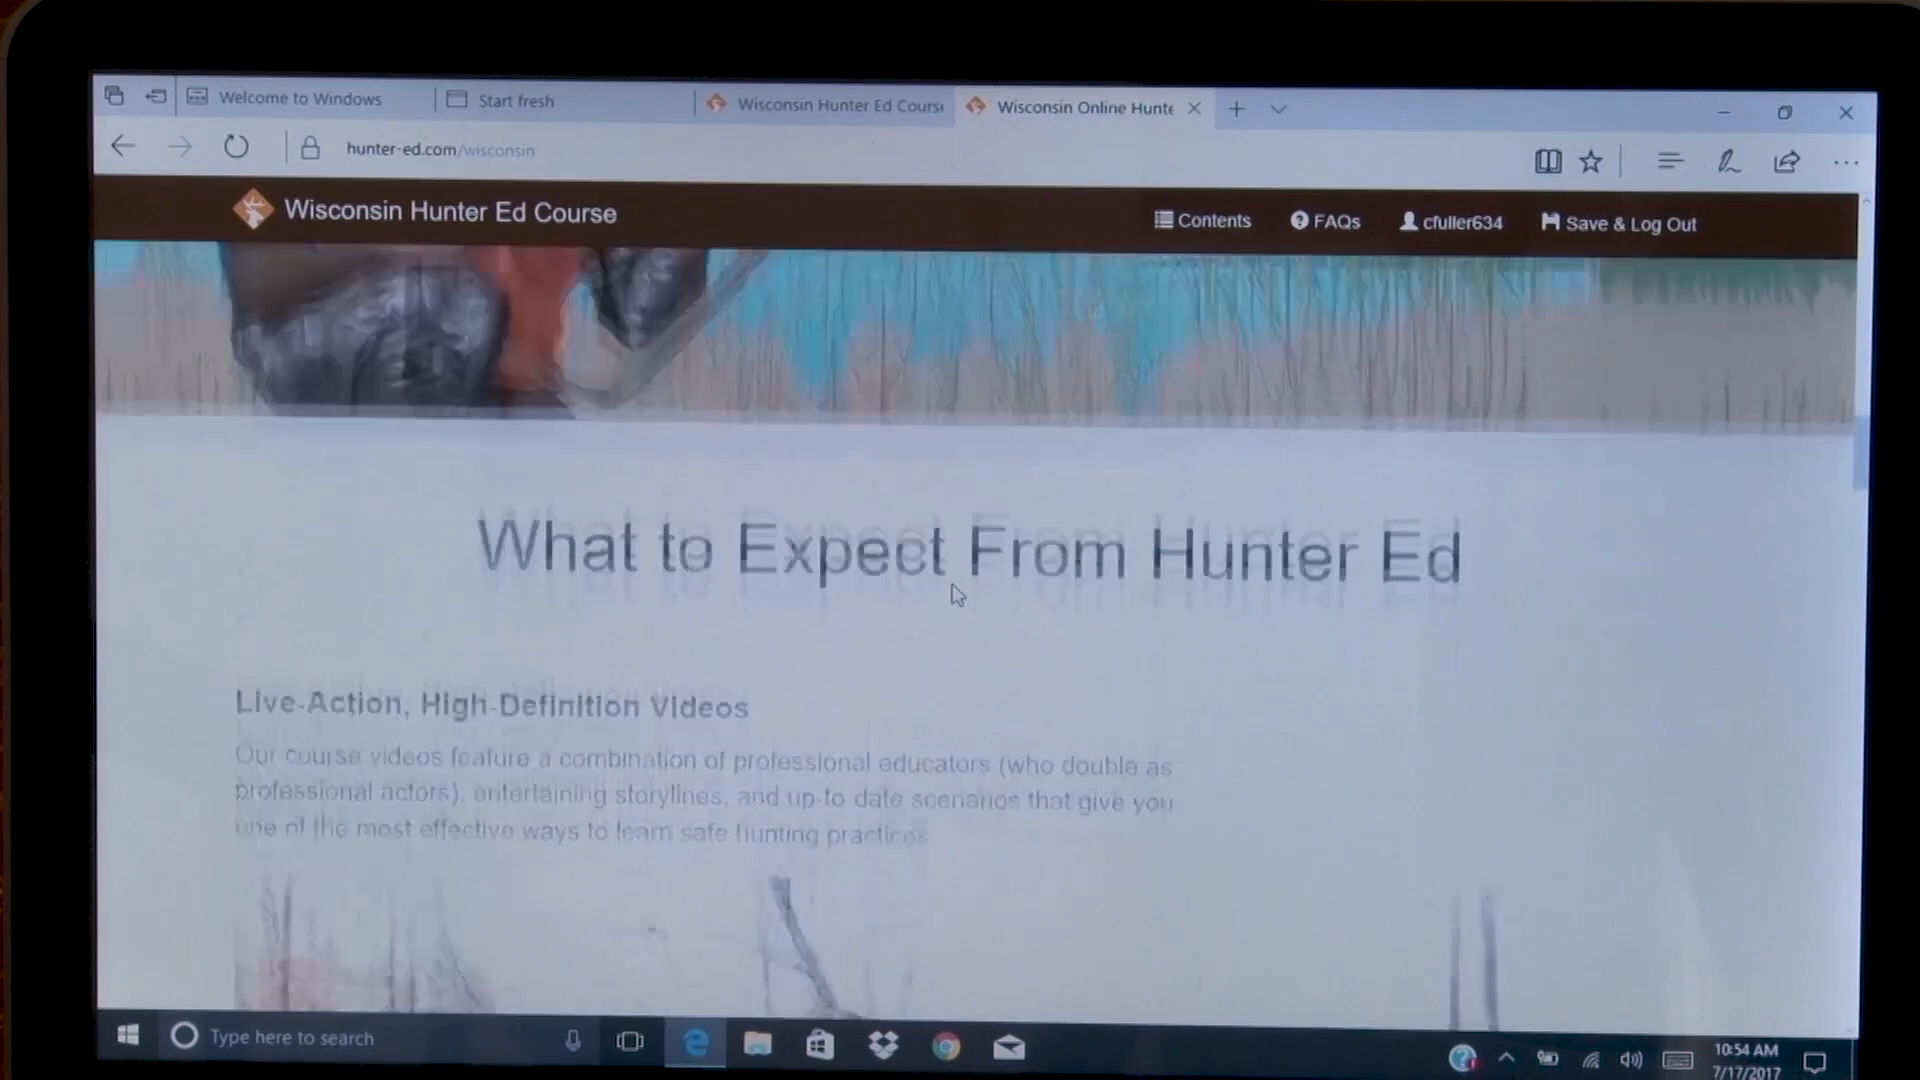 Welcome to Windows
Start fresh
Wisconsin Hunter Ed Course
Wisconsin Online Hunte
hunter-ed.com/wisconsin
Wisconsin Hunter Ed Course
Contents
FAQs
cfuller634
Save & Log Out
What to Expect From Hunter Ed
Live-Action, High-Definition Videos
Our course videos feature a combination of professional educators (who double as
professional actors), entertaining storylines, and up-to date scenarios that give you
one of the most effective ways to learn safe hunting practices
Type here to search
10:54 AM
7/17/2017